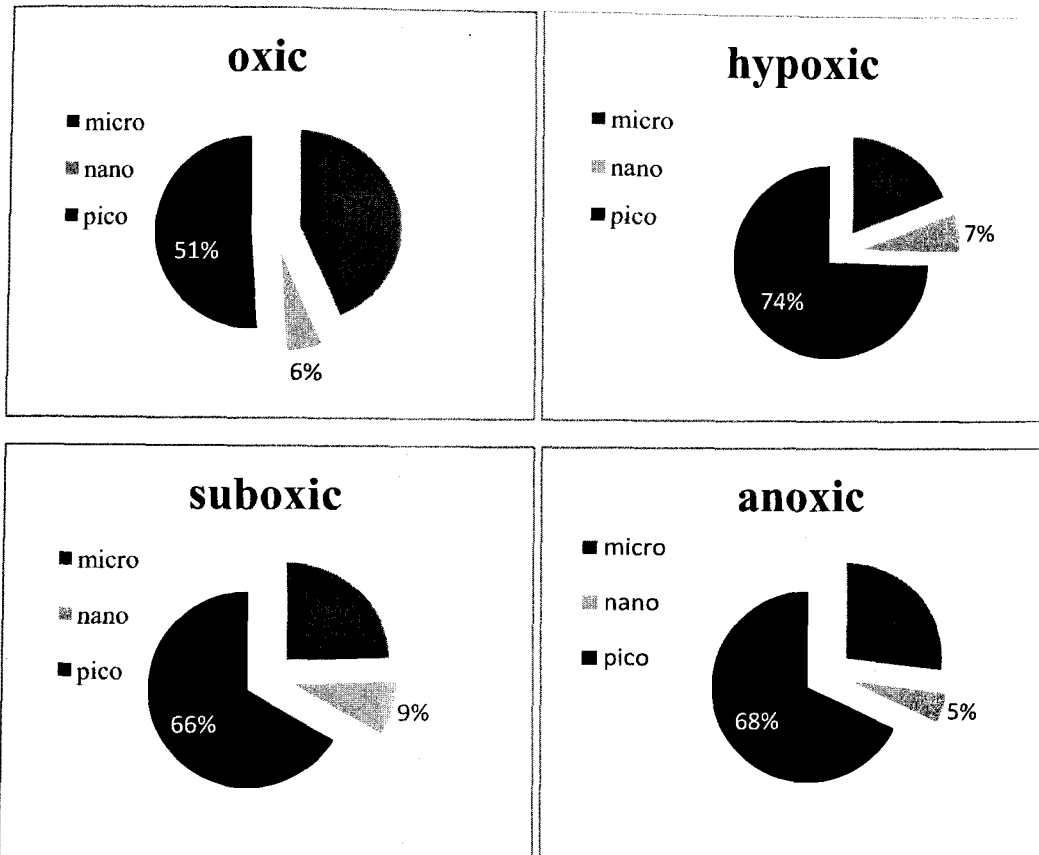 oxic
micro
nano
pico
51%
6%
hypoxic
micro
nano
pico
7%
74%
suboxic
micro
nano
pico
66%
9%
anoxic
micro
nano
pico
68%
5%